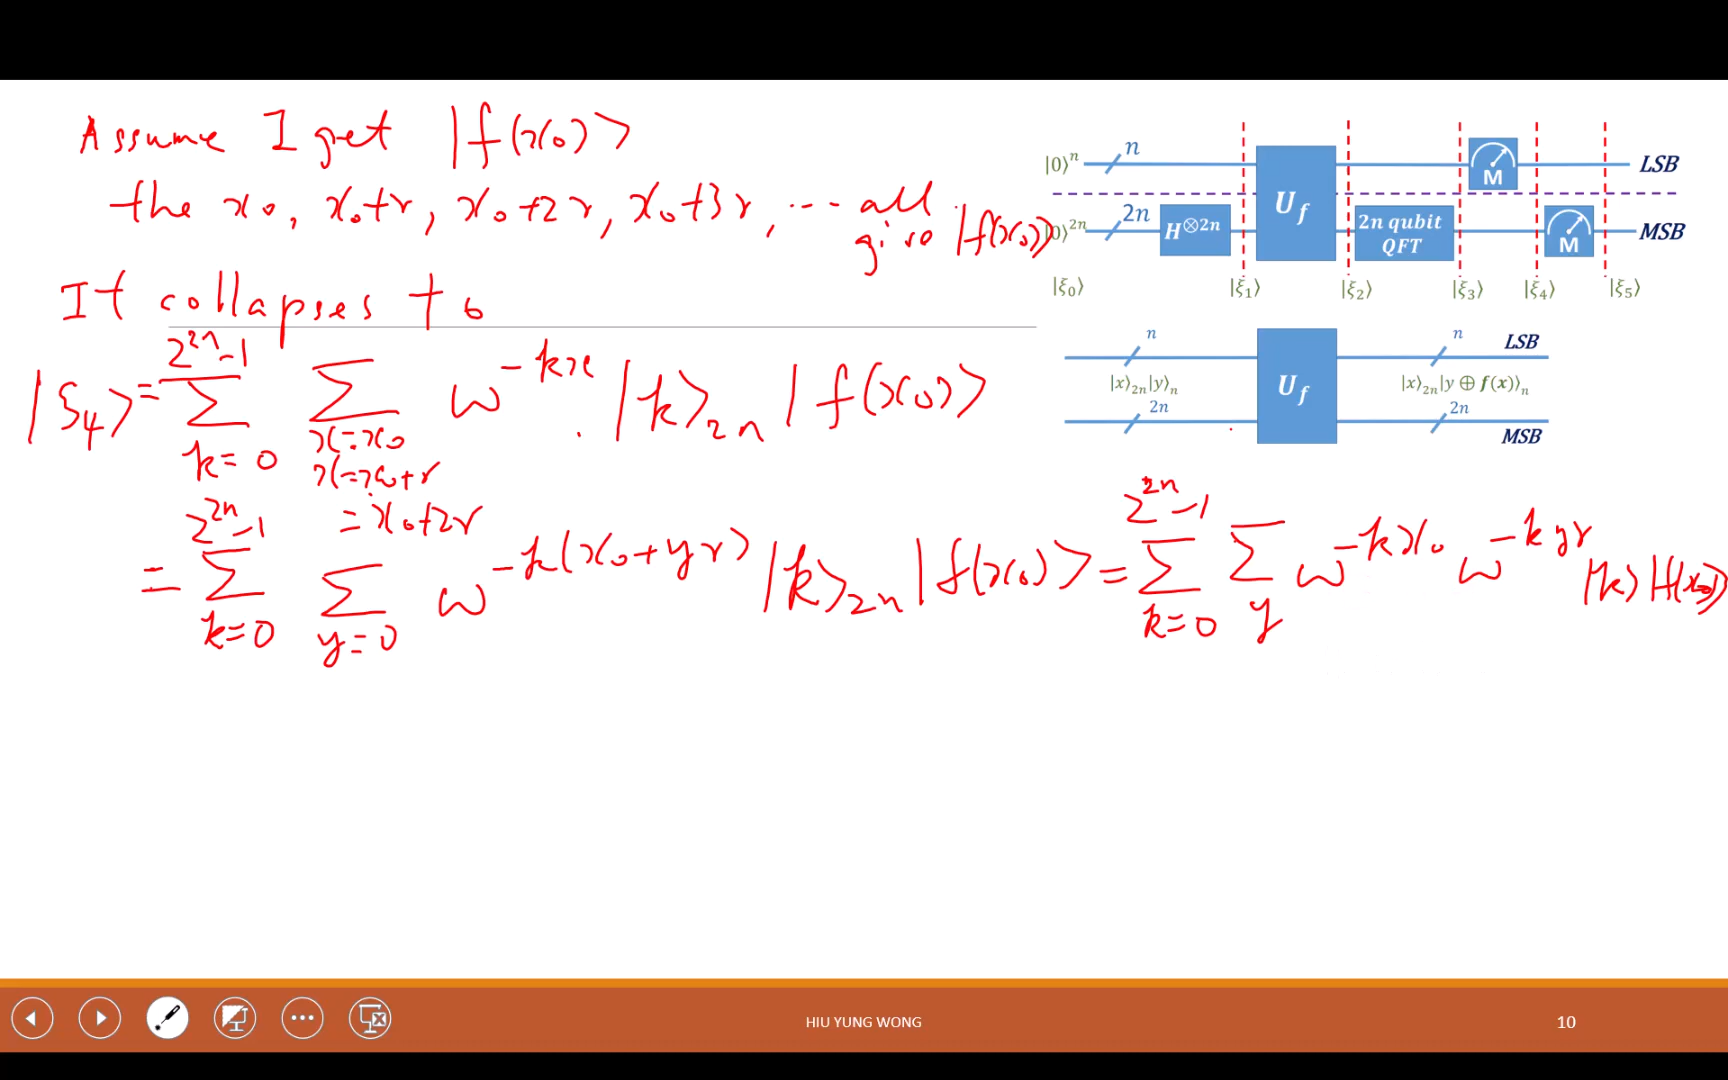 Assume I get |f(x₀)>
the x₀, x₀+r, x₀+2r, x₀+3r, ... all
give |f(x₀)>
It collapses to
|ξ₄> = Σ_{k=0}^{2^{2n}-1} Σ_{x=x₀, x=x₀+r, =x₀+2r} ω^{-kx} |k>_{2n} |f(x₀)>
= Σ_{k=0}^{2^{2n}-1} Σ_{y=0} ω^{-k(x₀+yr)} |k>_{2n} |f(x₀)> = Σ_{k=0}^{2^{2n}-1} Σ_y ω^{-kx₀} ω^{-kyr} |k>|f(x₀)>
|0⟩ⁿ n U_f M LSB
|0⟩²ⁿ 2n H^{⊗2n} 2n qubit QFT M MSB
|ξ₀⟩ |ξ₁⟩ |ξ₂⟩ |ξ₃⟩ |ξ₄⟩ |ξ₅⟩
n n LSB
|x⟩_{2n}|y⟩_n U_f |x⟩_{2n}|y ⊕ f(x)⟩_n
2n 2n
MSB
HIU YUNG WONG 10